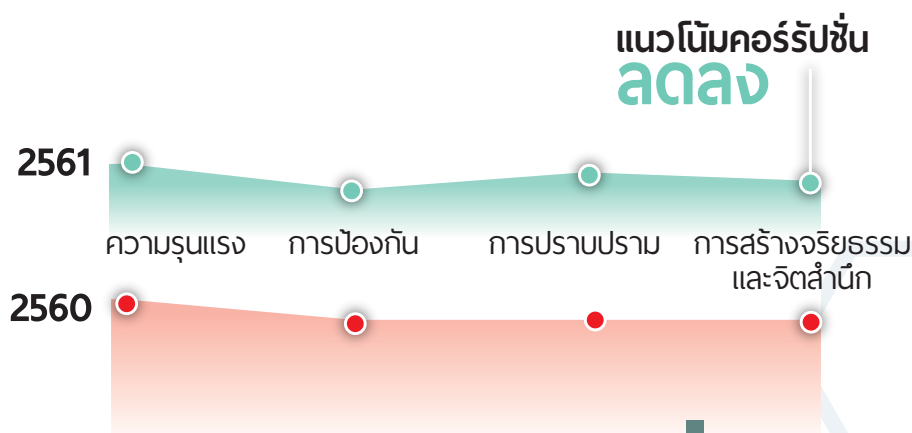 แนวโน้มคอร์รัปชั่น
ลดลง
2561
ความรุนแรง การป้องกัน การปราบปราม การสร้างจริยธรรม
และจิตสำนึก
2560